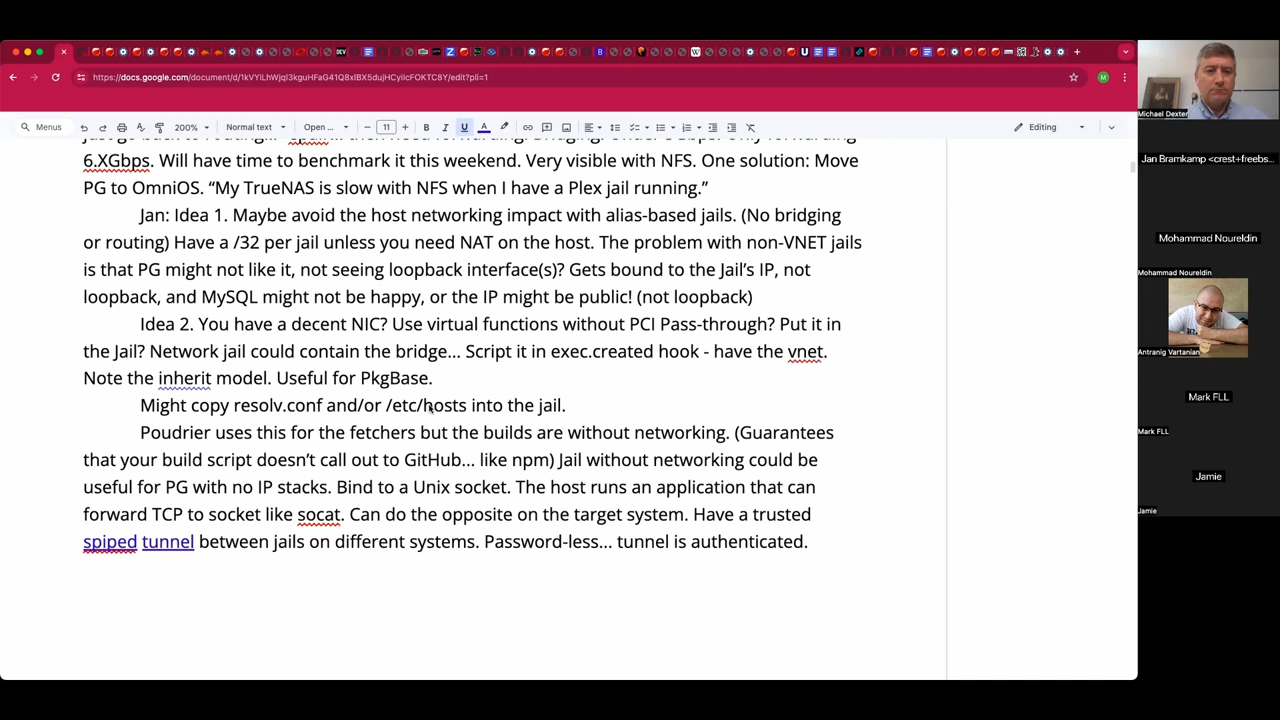 https://docs.google.com/document/d/1kVYiLhWjqI3kguHFaG41Q8xIBX5dujHCyiIcFOKTC8Y/edit?pli=1
Menus 200% Normal text Open ... 11 Editing
6.XGbps. Will have time to benchmark it this weekend. Very visible with NFS. One solution: Move
PG to OmniOS. “My TrueNAS is slow with NFS when I have a Plex jail running.”
Jan: Idea 1. Maybe avoid the host networking impact with alias-based jails. (No bridging
or routing) Have a /32 per jail unless you need NAT on the host. The problem with non-VNET jails
is that PG might not like it, not seeing loopback interface(s)? Gets bound to the Jail’s IP, not
loopback, and MySQL might not be happy, or the IP might be public! (not loopback)
Idea 2. You have a decent NIC? Use virtual functions without PCI Pass-through? Put it in
the Jail? Network jail could contain the bridge... Script it in exec.created hook - have the vnet.
Note the inherit model. Useful for PkgBase.
Might copy resolv.conf and/or /etc/hosts into the jail.
Poudrier uses this for the fetchers but the builds are without networking. (Guarantees
that your build script doesn’t call out to GitHub... like npm) Jail without networking could be
useful for PG with no IP stacks. Bind to a Unix socket. The host runs an application that can
forward TCP to socket like socat. Can do the opposite on the target system. Have a trusted
spiped tunnel between jails on different systems. Password-less... tunnel is authenticated.
Michael Dexter
Jan Bramkamp <crest+freebs...
Mohammad Noureldin
Mohammad Noureldin
Antranig Vartanian
Mark FLL
Mark FLL
Jamie
Jamie